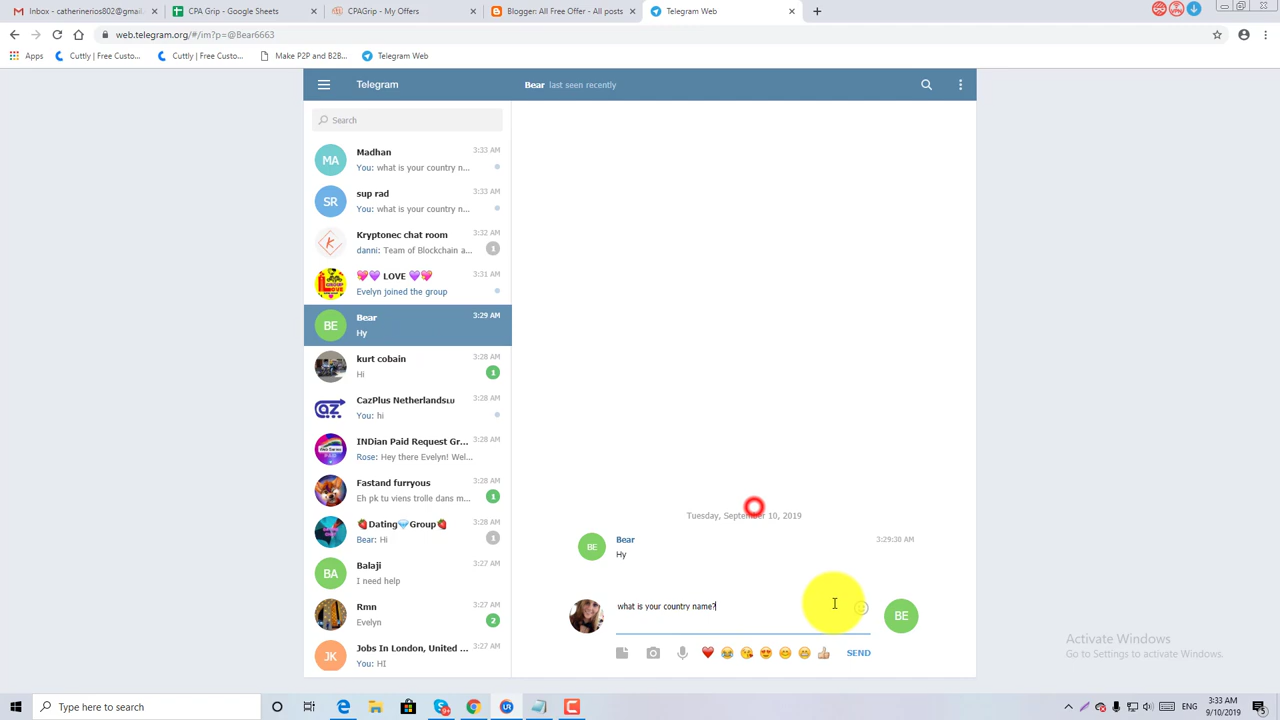 Inbox - catherinerios802@gmail.c
CPA Grip - Google Sheets
CPAGrip - CPAGrip
Blogger: All Free Offer - All posts
Telegram Web
web.telegram.org/#/im?p=@Bear6663
Apps
Cuttly | Free Custo...
Cuttly | Free Custo...
Make P2P and B2B...
Telegram Web
Telegram
Bear last seen recently
Search
MA
Madhan
3:33 AM
You: what is your country n...
SR
sup rad
3:33 AM
You: what is your country n...
Kryptonec chat room
3:32 AM
danni: Team of Blockchain a...
1
💖💜 LOVE 💜💖
3:31 AM
Evelyn joined the group
BE
Bear
3:29 AM
Hy
kurt cobain
3:28 AM
Hi
1
CazPlus Netherlandsʟᴜ
3:28 AM
You: hi
INDian Paid Request Gr...
3:28 AM
Rose: Hey there Evelyn! Wel...
Fastand furryous
3:28 AM
Eh pk tu viens trolle dans m...
1
🍓Dating💎Group🍓
3:28 AM
Bear: Hi
1
BA
Balaji
3:27 AM
I need help
Rmn
3:27 AM
Evelyn
2
JK
Jobs In London, United ...
3:27 AM
You: HI
Tuesday, September 10, 2019
BE
Bear
3:29:30 AM
Hy
what is your country name?
BE
SEND
Activate Windows
Go to Settings to activate Windows.
Type here to search
ENG
3:33 AM
9/10/2019